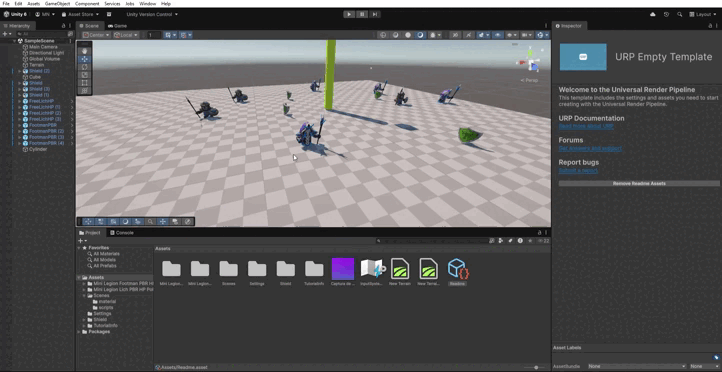 File Edit Assets GameObject Component Services Jobs Window Help
Unity 6 MN Asset Store Unity Version Control Layout
Hierarchy Scene Game Inspector
All
SampleScene Center Local 1
Main Camera
Directional Light
Global Volume
Terrain
Shield (2)
Cube
Shield
Shield (3)
Shield (1)
FreeLichHP
FreeLichHP (1)
FreeLichHP (2)
FreeLichHP (3)
FootmanPBR
FootmanPBR (2)
FootmanPBR (3)
FootmanPBR (4)
Cylinder
Persp
URP Empty Template
Welcome to the Universal Render Pipeline
This template includes the settings and assets you need to start
creating with the Universal Render Pipeline.
URP Documentation
Read more about URP
Forums
Get answers and support
Report bugs
Submit a report
Remove Readme Assets
Project Console
Favorites
All Materials
All Models
All Prefabs
Assets
Mini Legion Footman PBR H
Mini Legion Lich PBR HP Pol
Scenes
material
scripts
Settings
Shield
TutorialInfo
Packages
Assets
Mini Legion... Mini Legion... Scenes Settings Shield TutorialInfo Captura de ... InputSyste... New Terrain New Terrai... Readme
Assets/Readme.asset
Asset Labels
AssetBundle None None